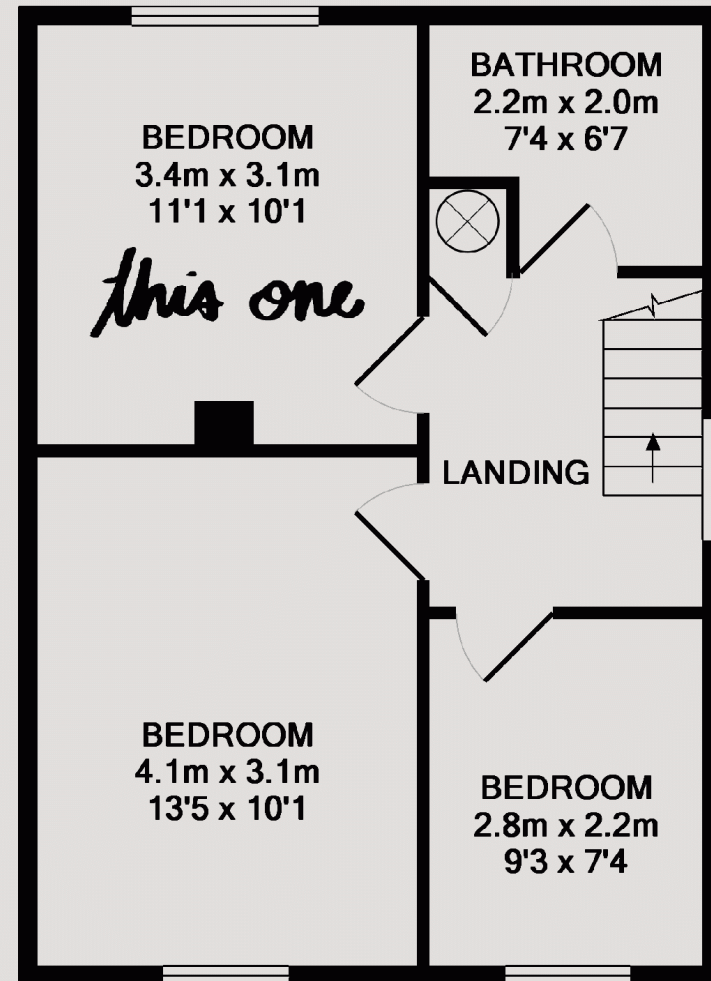 BEDROOM
3.4m x 3.1m
11'1 x 10'1
this one
BATHROOM
2.2m x 2.0m
7'4 x 6'7
LANDING
BEDROOM
4.1m x 3.1m
13'5 x 10'1
BEDROOM
2.8m x 2.2m
9'3 x 7'4